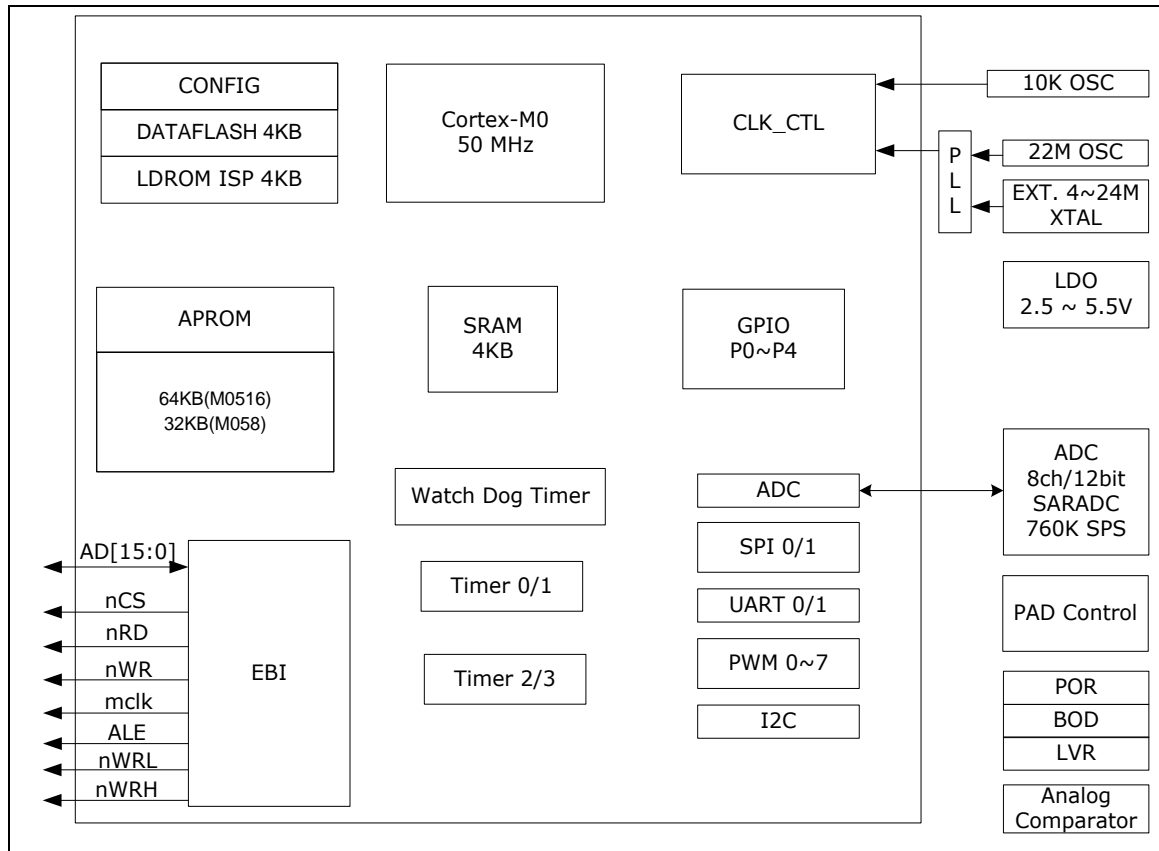 CONFIG
DATAFLASH 4KB
LDROM ISP 4KB
Cortex-M0
50 MHz
CLK_CTL
10K OSC
P
L
L
22M OSC
EXT. 4~24M
XTAL
LDO
2.5 ~ 5.5V
APROM
64KB(M0516)
32KB(M058)
SRAM
4KB
GPIO
P0~P4
Watch Dog Timer
Timer 0/1
Timer 2/3
ADC
SPI 0/1
UART 0/1
PWM 0~7
I2C
ADC
8ch/12bit
SARADC
760K SPS
PAD Control
POR
BOD
LVR
Analog
Comparator
AD[15:0]
nCS
nRD
nWR
mclk
ALE
nWRL
nWRH
EBI